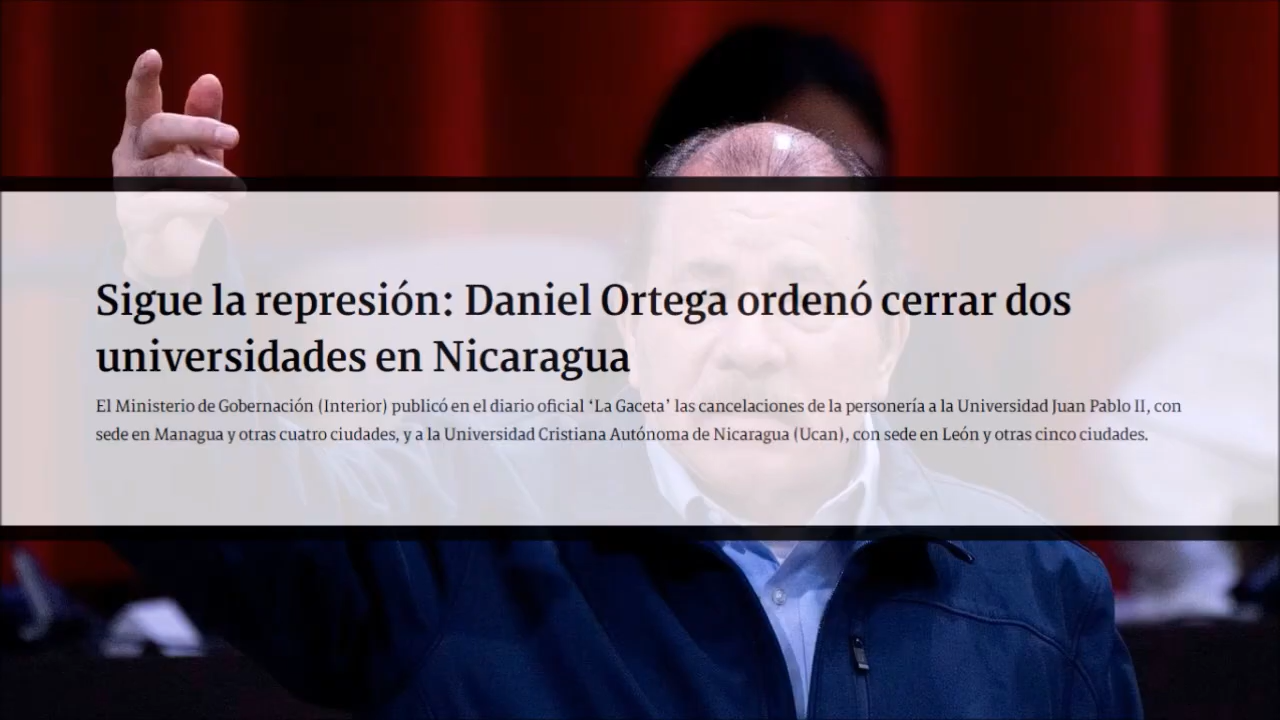 Sigue la represión: Daniel Ortega ordenó cerrar dos
universidades en Nicaragua
El Ministerio de Gobernación (Interior) publicó en el diario oficial ‘La Gaceta’ las cancelaciones de la personería a la Universidad Juan Pablo II, con
sede en Managua y otras cuatro ciudades, y a la Universidad Cristiana Autónoma de Nicaragua (Ucan), con sede en León y otras cinco ciudades.